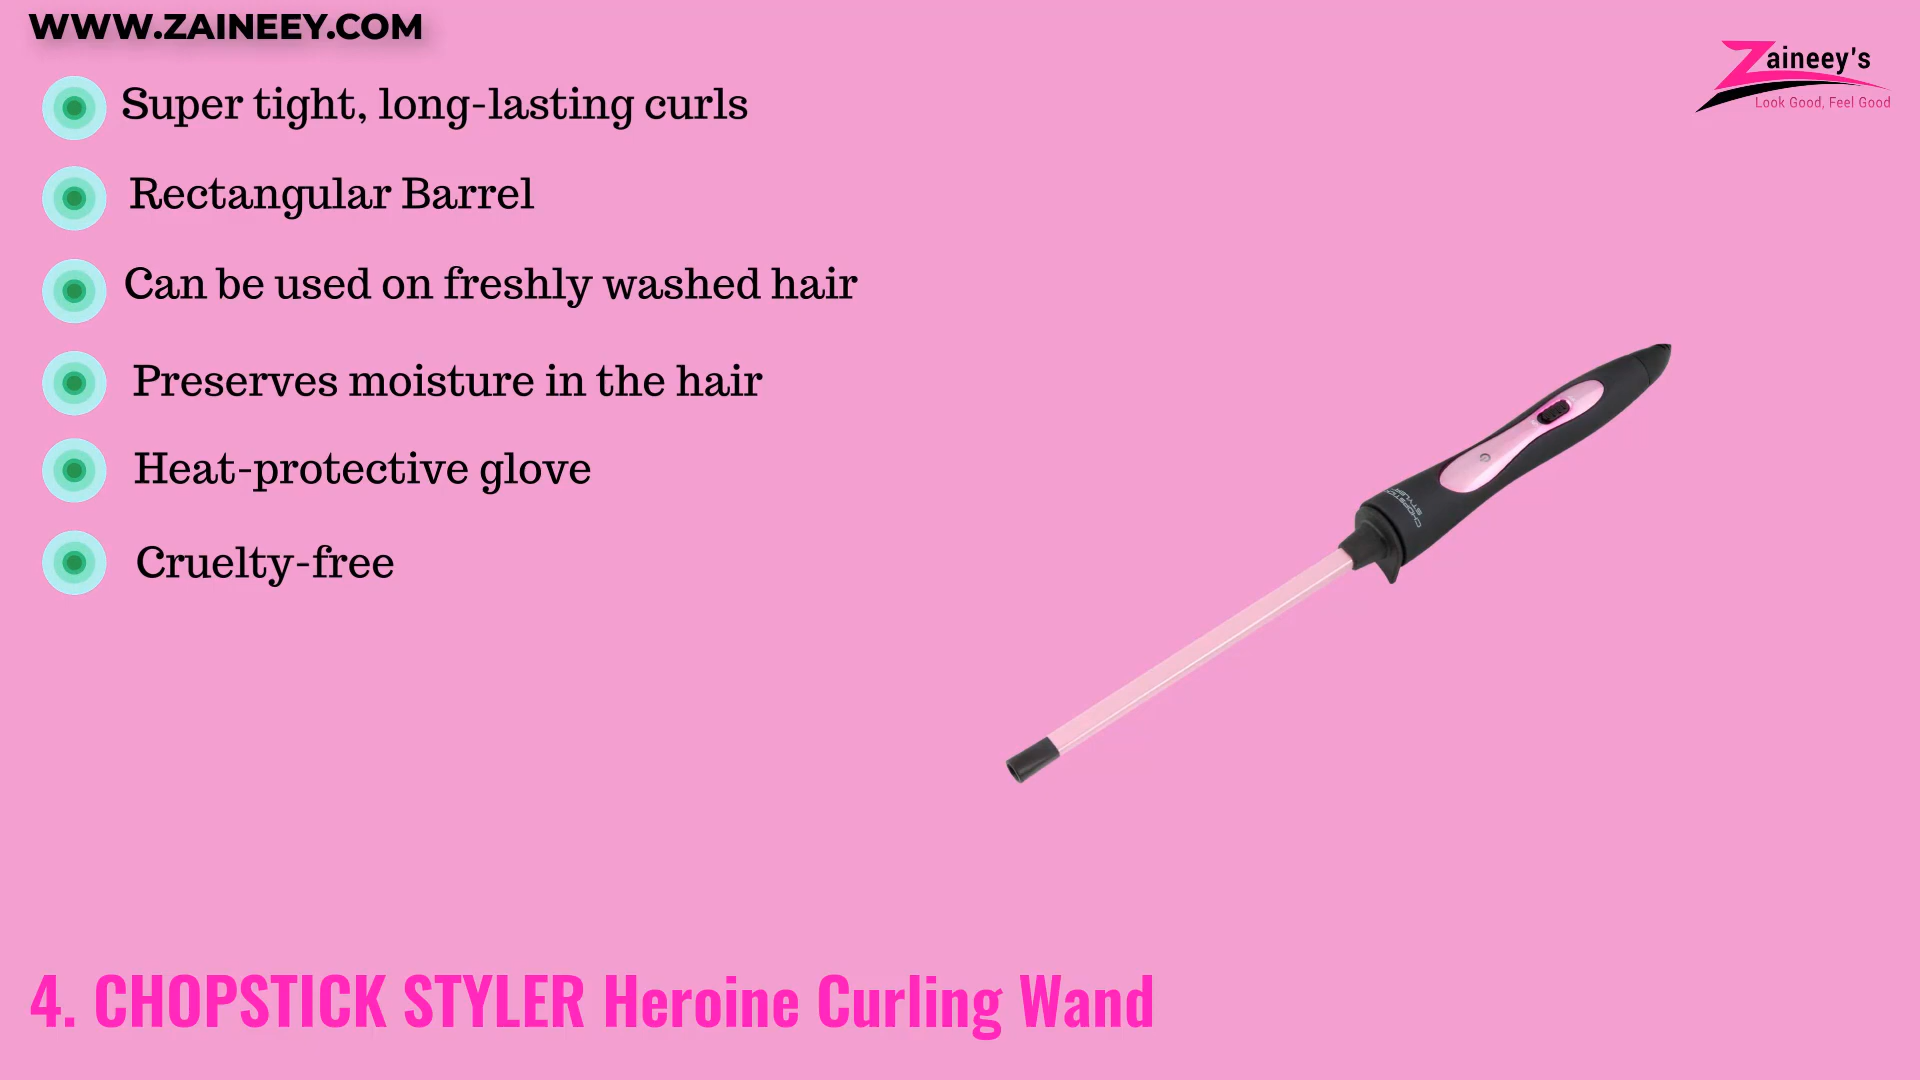 WWW.ZAINEEY.COM
Zaineey's
Look Good, Feel Good
Super tight, long-lasting curls
Rectangular Barrel
Can be used on freshly washed hair
Preserves moisture in the hair
Heat-protective glove
Cruelty-free
CHOPSTICK
STYLER
4. CHOPSTICK STYLER Heroine Curling Wand